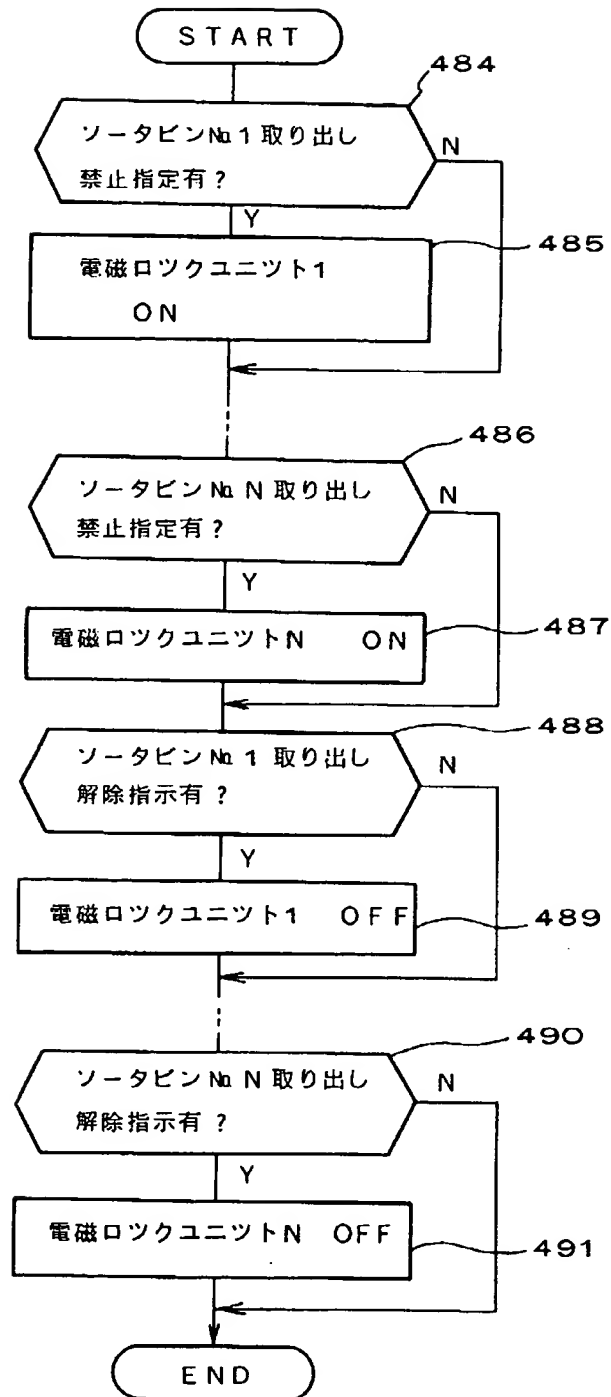 START
484
ソータビン№1取り出し
禁止指定有?
N
Y
485
電磁ロツクユニツト1
ON
486
ソータビン№N取り出し
禁止指定有?
N
Y
電磁ロツクユニツトN ON
487
488
ソータビン№1取り出し
解除指示有?
N
Y
電磁ロツクユニツト1 OFF
489
490
ソータビン№N取り出し
解除指示有?
N
Y
電磁ロツクユニツトN OFF
491
END